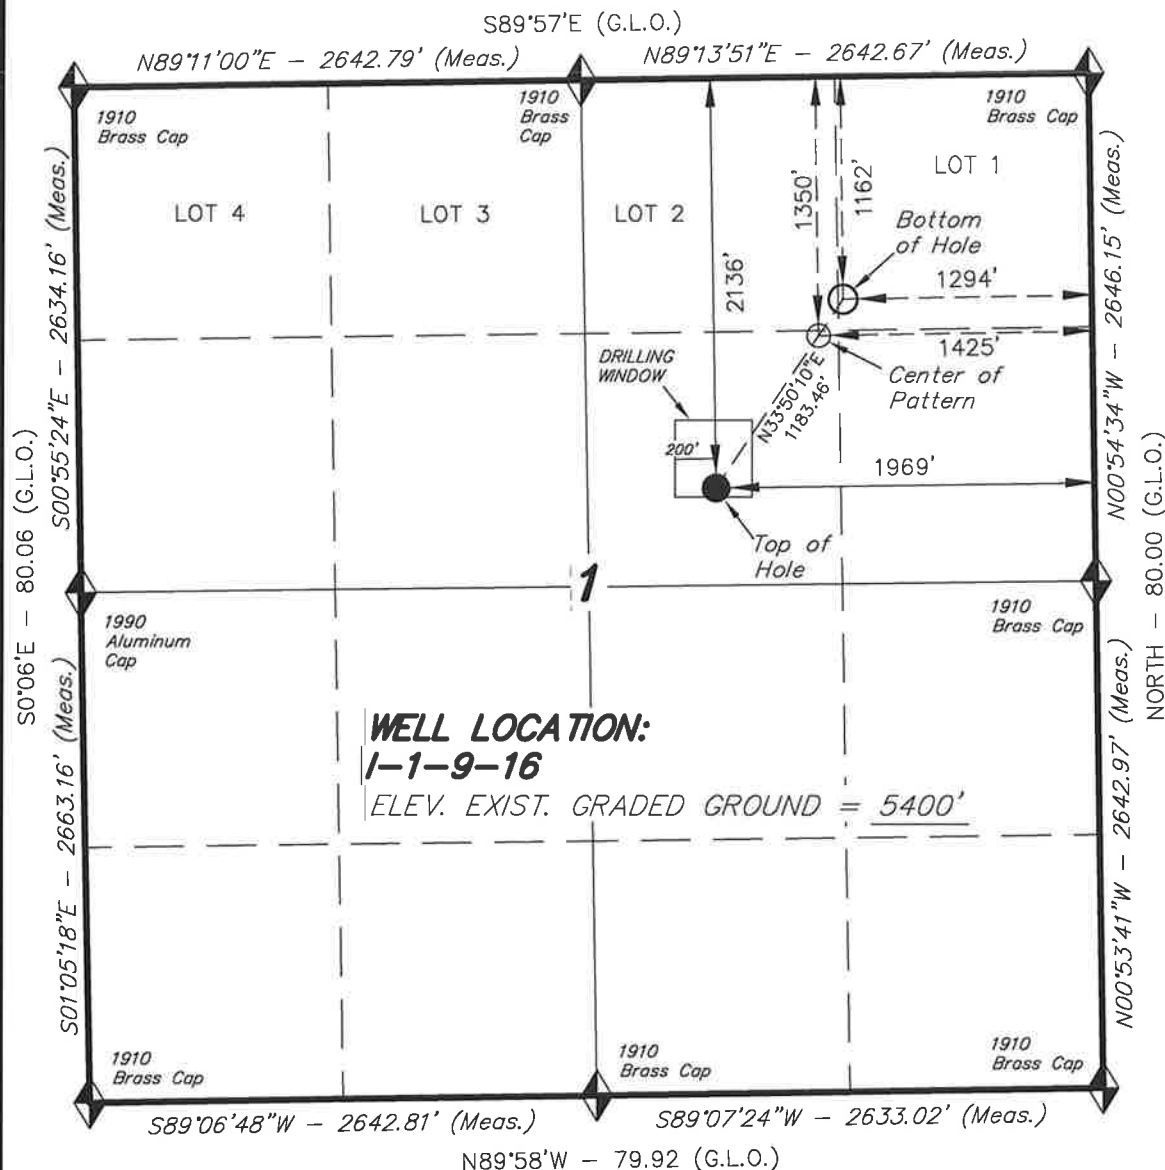 S89°57'E (G.L.O.)
N89°11'00"E - 2642.79' (Meas.)
N89°13'51"E - 2642.67' (Meas.)
1910
Brass Cap
1910
Brass
Cap
1910
Brass Cap
LOT 4
LOT 3
LOT 2
LOT 1
1350'
1162'
2136'
Bottom
of Hole
1294'
1425'
Center of
Pattern
DRILLING
WINDOW
N33°50'10"E
1183.46'
200'
1969'
Top of
Hole
S00°55'24"E - 2634.16' (Meas.)
S0°06'E - 80.06 (G.L.O.)
N00°54'34"W - 2646.15' (Meas.)
NORTH - 80.00 (G.L.O.)
1
1990
Aluminum
Cap
1910
Brass Cap
WELL LOCATION:
I-1-9-16
ELEV. EXIST. GRADED GROUND = 5400'
S01°05'18"E - 2663.16' (Meas.)
N00°53'41"W - 2642.97' (Meas.)
1910
Brass Cap
1910
Brass Cap
1910
Brass Cap
S89°06'48"W - 2642.81' (Meas.)
S89°07'24"W - 2633.02' (Meas.)
N89°58'W - 79.92 (G.L.O.)